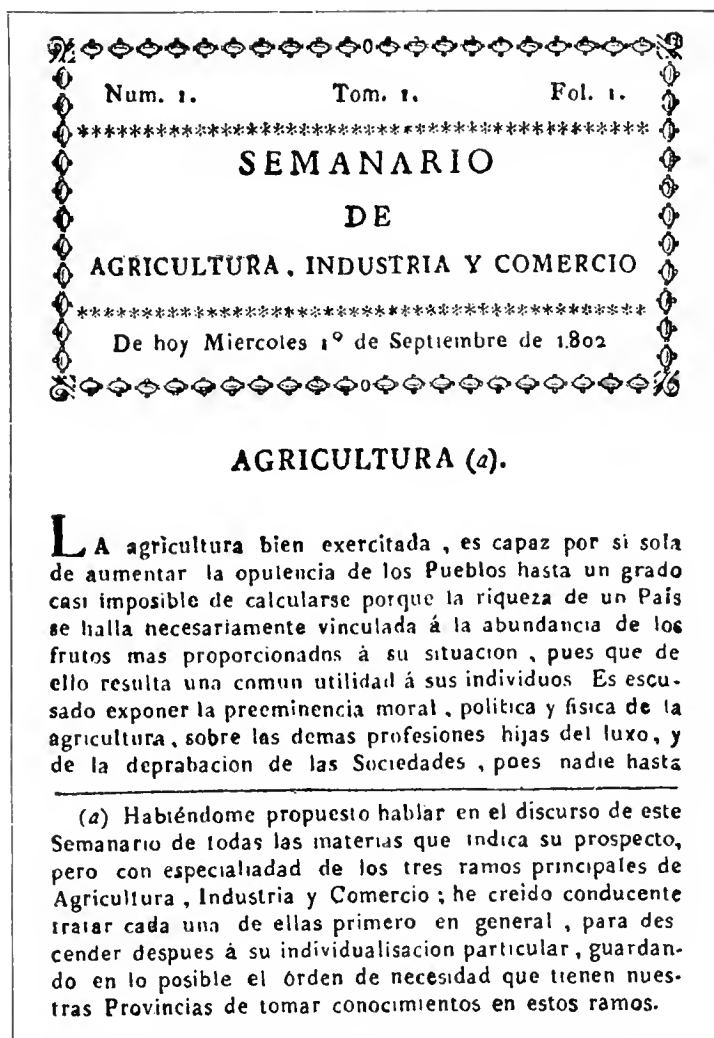 Num. 1. Tom. 1. Fol. 1.
SEMANARIO
DE
AGRICULTURA, INDUSTRIA Y COMERCIO
De hoy Miercoles 1º de Septiembre de 1802
AGRICULTURA (a).
LA agricultura bien exercitada, es capaz por si sola
de aumentar la opulencia de los Pueblos hasta un grado
casi imposible de calcularse porque la riqueza de un País
se halla necesariamente vinculada á la abundancia de los
frutos mas proporcionados á su situacion, pues que de
ello resulta una comun utilidad á sus individuos Es escu-
sado exponer la preeminencia moral, politica y fisica de la
agricultura, sobre las demas profesiones hijas del luxo, y
de la deprabacion de las Sociedades, pues nadie hasta
(a) Habiéndome propuesto hablar en el discurso de este
Semanario de todas las materias que indica su prospecto,
pero con especialiadad de los tres ramos principales de
Agricultura, Industria y Comercio; he creido conducente
tratar cada una de ellas primero en general, para des
cender despues á su individualisacion particular, guardan-
do en lo posible el órden de necesidad que tienen nues-
tras Provincias de tomar conocimientos en estos ramos.